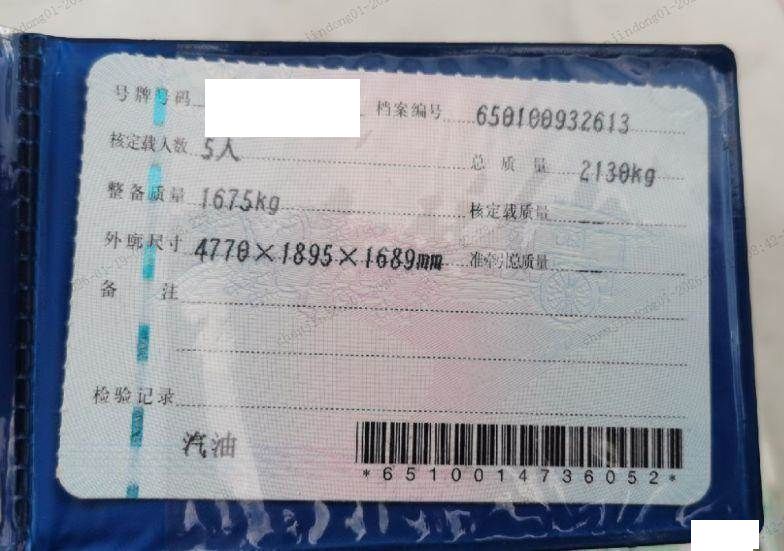 号牌号码 档案编号 650100932613
核定载人数 5人 总质量 2130kg
整备质量 1675kg 核定载质量 --
外廓尺寸 4770×1895×1689mm 准牵引总质量 --
备注
检验记录
汽油
*6510014736052*